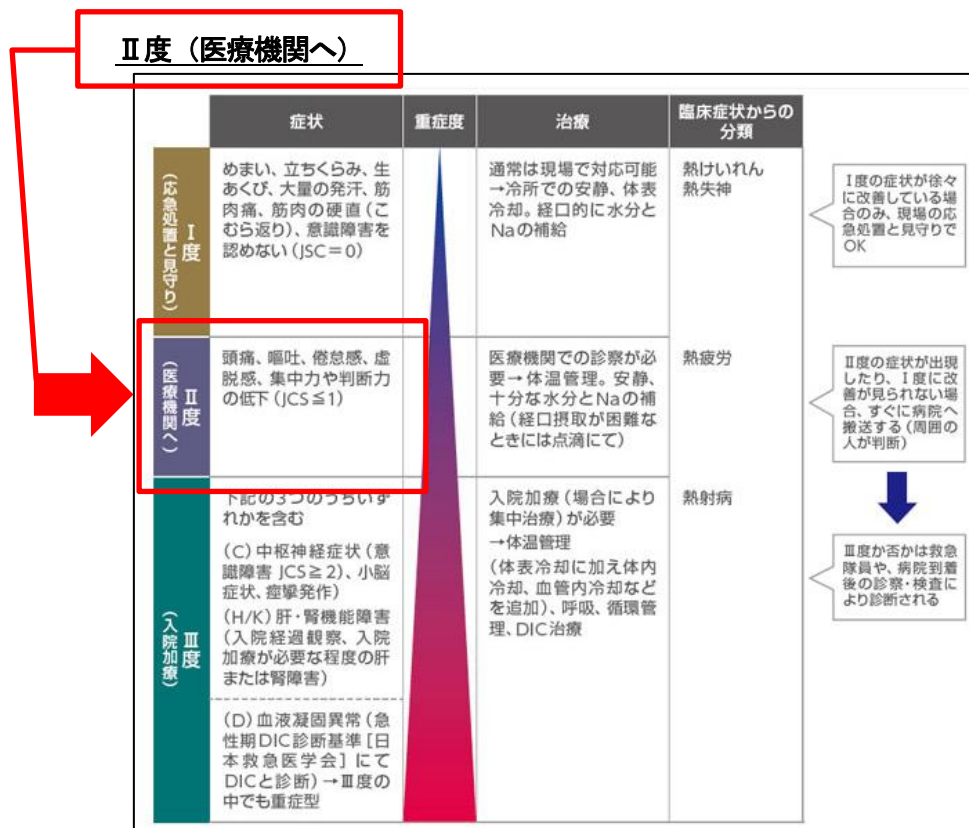 Ⅱ度（医療機関へ）
症状
重症度
治療
臨床症状からの
分類
Ⅰ度
（応急処置と見守り）
めまい、立ちくらみ、生
あくび、大量の発汗、筋
肉痛、筋肉の硬直（こ
むら返り）、意識障害を
認めない（JSC＝0）
通常は現場で対応可能
→冷所での安静、体表
冷却。経口的に水分と
Naの補給
熱けいれん
熱失神
Ⅰ度の症状が徐々
に改善している場
合のみ、現場の応
急処置と見守りで
OK
Ⅱ度
（医療機関へ）
頭痛、嘔吐、倦怠感、虚
脱感、集中力や判断力
の低下（JCS≦1）
医療機関での診察が必
要→体温管理。安静、
十分な水分とNaの補
給（経口摂取が困難な
ときには点滴にて）
熱疲労
Ⅱ度の症状が出現
したり、Ⅰ度に改
善が見られない場
合、すぐに病院へ
搬送する（周囲の
人が判断）
Ⅲ度
（入院加療）
下記の3つのうちいず
れかを含む
（C）中枢神経症状（意
識障害 JCS≧2）、小脳
症状、痙攣発作）
（H/K）肝・腎機能障害
（入院経過観察、入院
加療が必要な程度の肝
または腎障害）
（D）血液凝固異常（急
性期DIC診断基準［日
本救急医学会］にて
DICと診断）→Ⅲ度の
中でも重症型
入院加療（場合により
集中治療）が必要
→体温管理
（体表冷却に加え体内
冷却、血管内冷却など
を追加）、呼吸、循環管
理、DIC治療
熱射病
Ⅲ度か否かは救急
隊員や、病院到着
後の診察・検査に
より診断される